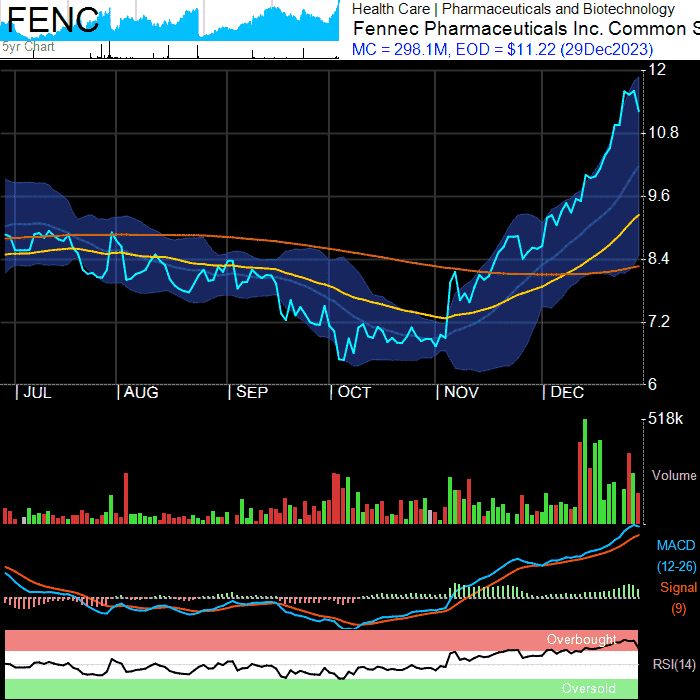 FENC
5yr Chart
Health Care | Pharmaceuticals and Biotechnology
Fennec Pharmaceuticals Inc. Common S
MC = 298.1M, EOD = $11.22 (29Dec2023)
12
10.8
9.6
8.4
7.2
6
JUL AUG SEP OCT NOV DEC
518k
Volume
MACD
(12-26)
Signal
(9)
Overbought
RSI(14)
Oversold